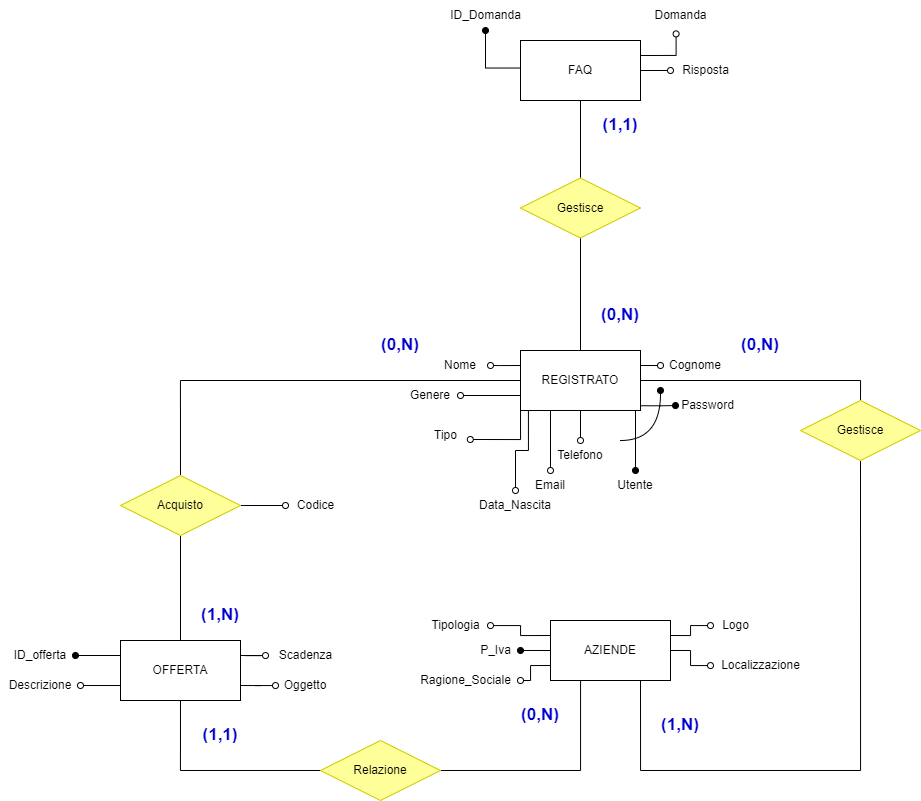 ID_Domanda
Domanda
FAQ
Risposta
(1,1)
Gestisce
(0,N)
(0,N)
(0,N)
Nome
Cognome
REGISTRATO
Genere
Password
Tipo
Telefono
Gestisce
Email
Utente
Data_Nascita
Acquisto
Codice
(1,N)
Tipologia
Logo
P_Iva
AZIENDE
ID_offerta
Scadenza
OFFERTA
Localizzazione
Ragione_Sociale
Descrizione
Oggetto
(0,N)
(1,N)
(1,1)
Relazione